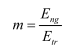 m = E_ng / E_tr